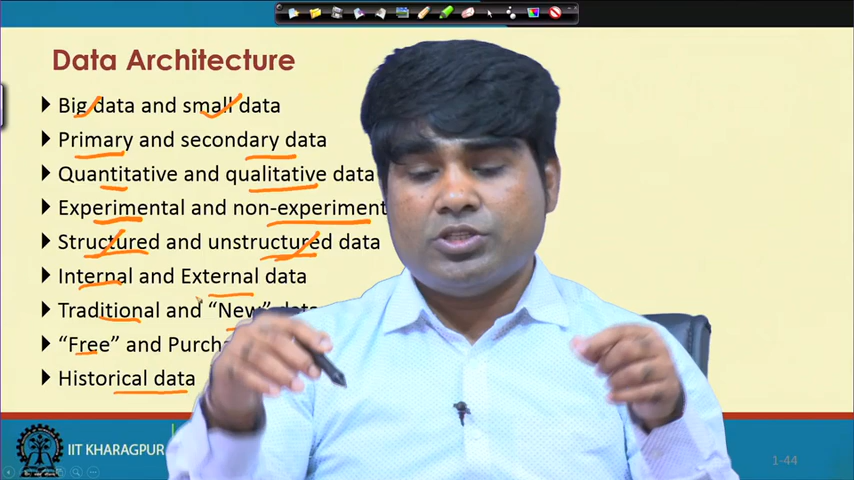 Data Architecture
Big data and small data
Primary and secondary data
Quantitative and qualitative data
Experimental and non-experiment
Structured and unstructured data
Internal and External data
Traditional and “New” data
“Free” and Purcha
Historical data
IIT KHARAGPUR
1-44